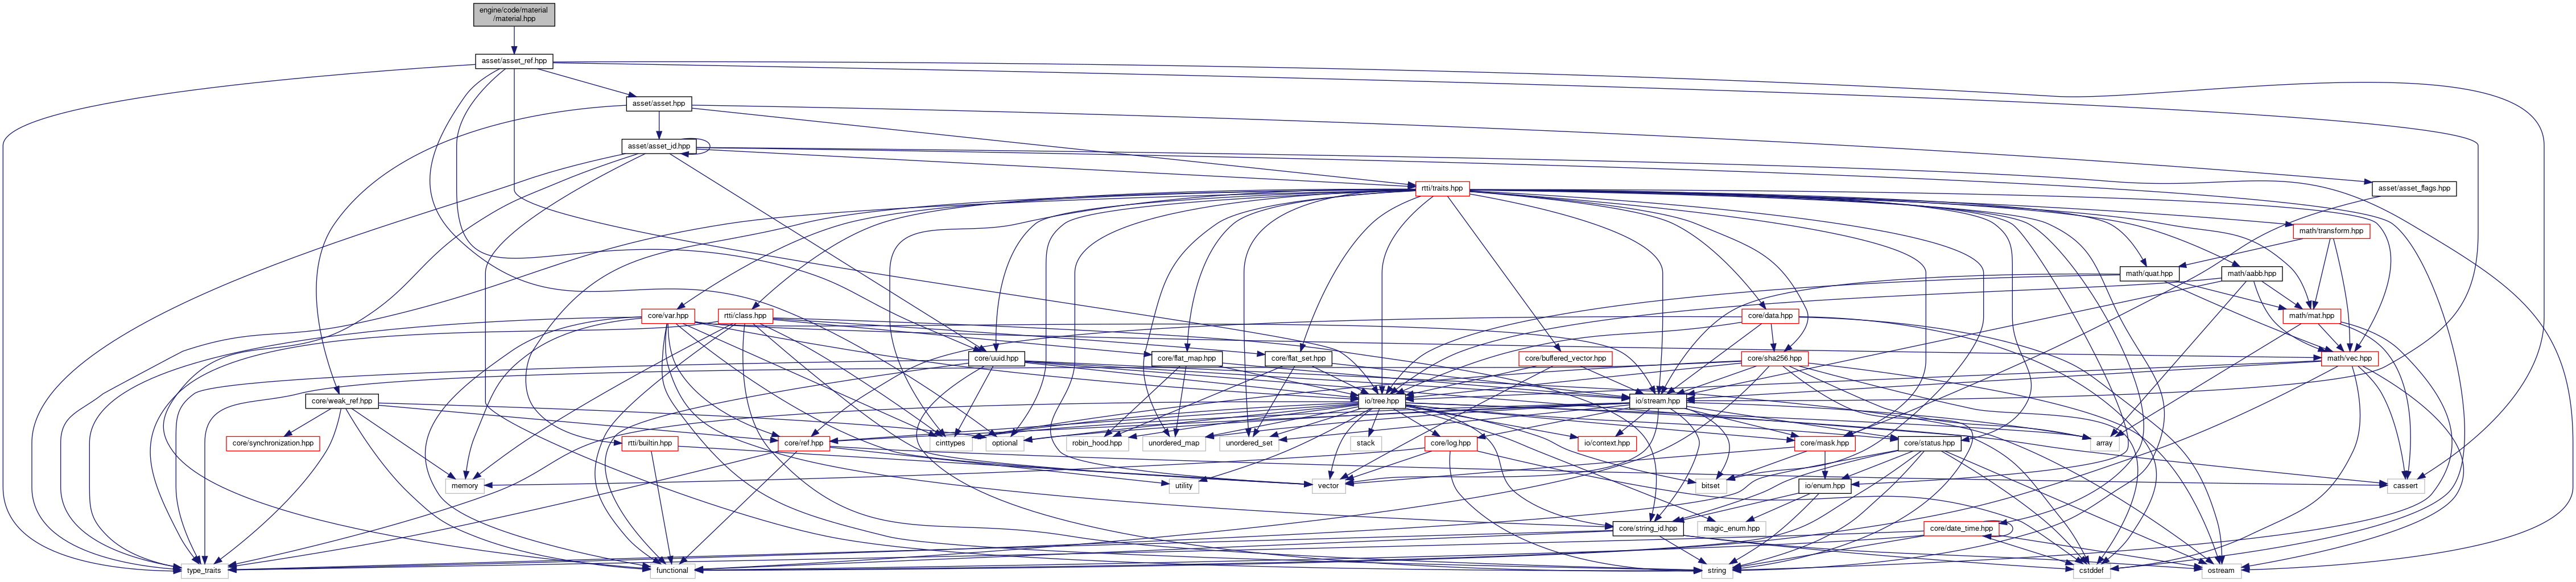 engine/code/material
/material.hpp
asset/asset_ref.hpp
asset/asset.hpp
asset/asset_id.hpp
rtti/traits.hpp
asset/asset_flags.hpp
math/transform.hpp
math/quat.hpp
math/aabb.hpp
core/var.hpp
rtti/class.hpp
core/data.hpp
math/mat.hpp
core/uuid.hpp
core/flat_map.hpp
core/flat_set.hpp
core/buffered_vector.hpp
core/sha256.hpp
math/vec.hpp
core/weak_ref.hpp
io/tree.hpp
io/stream.hpp
core/synchronization.hpp
rtti/builtin.hpp
core/ref.hpp
cinttypes
optional
robin_hood.hpp
unordered_map
unordered_set
stack
core/log.hpp
io/context.hpp
core/mask.hpp
core/status.hpp
array
memory
utility
vector
bitset
io/enum.hpp
cassert
core/string_id.hpp
magic_enum.hpp
core/date_time.hpp
type_traits
functional
string
cstddef
ostream